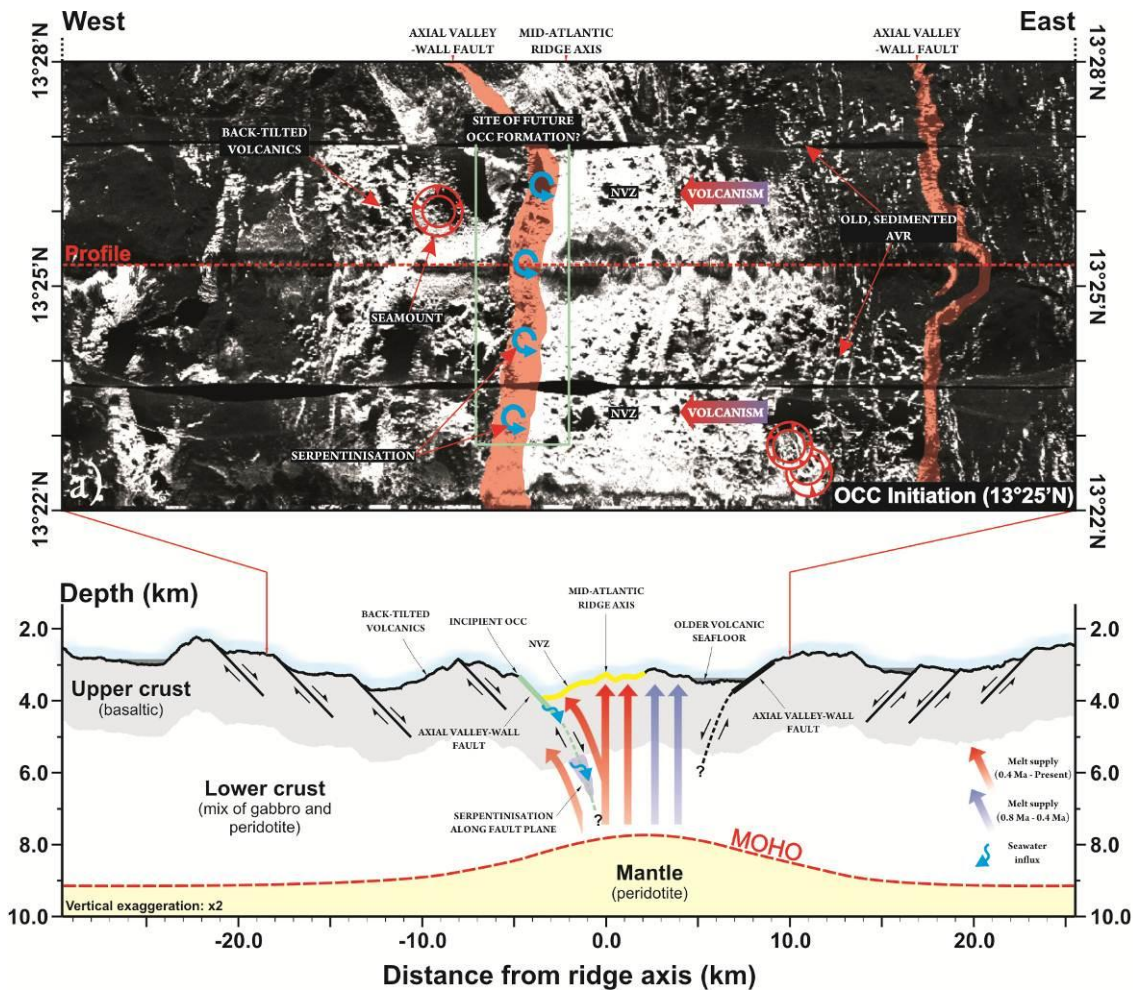 West
East
AXIAL VALLEY
-WALL FAULT
MID-ATLANTIC
RIDGE AXIS
AXIAL VALLEY
-WALL FAULT
13°28'N
13°28'N
SITE OF FUTURE
OCC FORMATION?
BACK-TILTED
VOLCANICS
NVZ
VOLCANISM
OLD, SEDIMENTED
AVR
Profile
13°25'N
13°25'N
SEAMOUNT
NVZ
VOLCANISM
SERPENTINISATION
a)
OCC Initiation (13°25'N)
13°22'N
13°22'N
Depth (km)
MID-ATLANTIC
RIDGE AXIS
BACK-TILTED
VOLCANICS
INCIPIENT OCC
NVZ
OLDER VOLCANIC
SEAFLOOR
2.0
2.0
Upper crust
(basaltic)
4.0
4.0
AXIAL VALLEY-WALL
FAULT
AXIAL VALLEY-WALL
FAULT
6.0
6.0
?
Lower crust
(mix of gabbro and
peridotite)
SERPENTINISATION
ALONG FAULT PLANE
?
Melt supply
(0.4 Ma - Present)
Melt supply
(0.8 Ma - 0.4 Ma)
Seawater
influx
8.0
8.0
MOHO
Mantle
(peridotite)
Vertical exaggeration: x2
10.0
10.0
-20.0
-10.0
0.0
10.0
20.0
Distance from ridge axis (km)